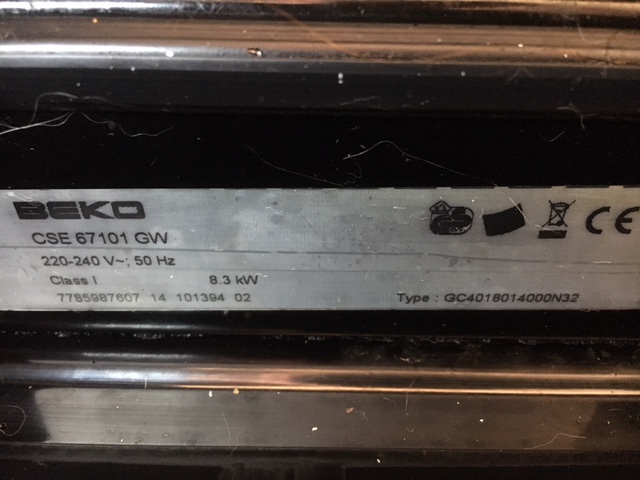 BEKO
CSE 67101 GW
220-240 V~; 50 Hz
Class I 8.3 kW
7785987607 14 101394 02 Type : GC4018014000N32
CE